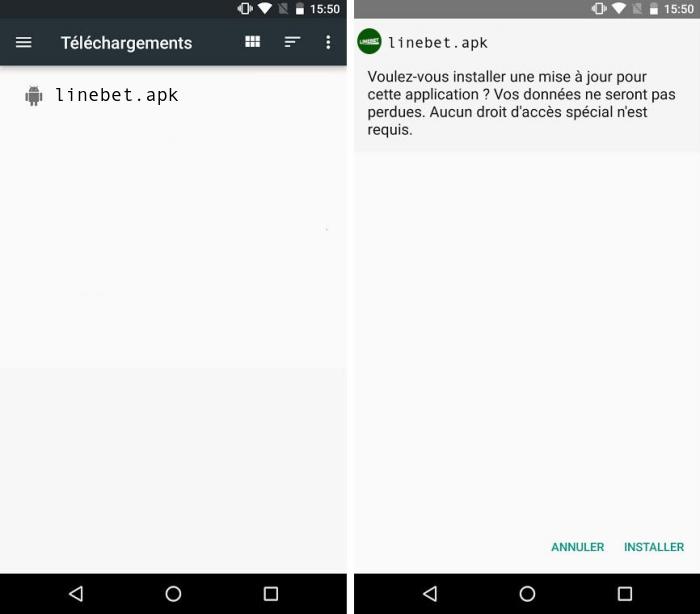 15:50
Téléchargements
linebet.apk
15:50
LINEBET
linebet.apk
Voulez-vous installer une mise à jour pour
cette application ? Vos données ne seront pas
perdues. Aucun droit d'accès spécial n'est
requis.
ANNULER INSTALLER